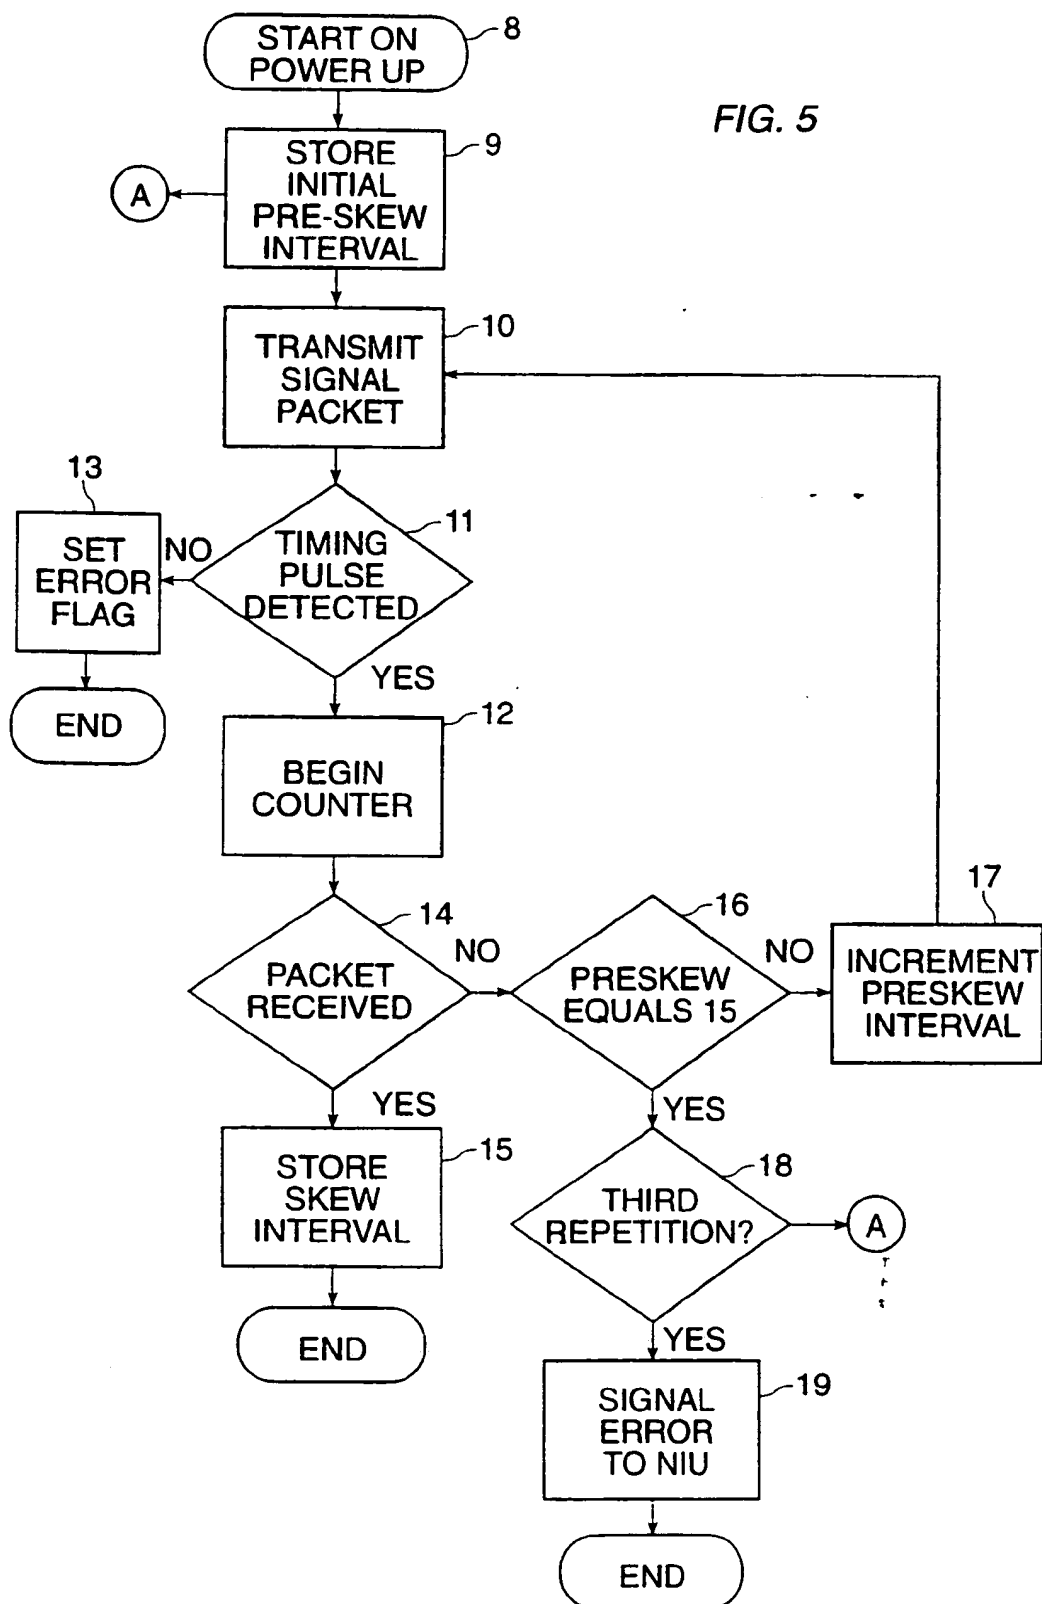 START ON
POWER UP
8
FIG. 5
STORE
INITIAL
PRE-SKEW
INTERVAL
9
A
TRANSMIT
SIGNAL
PACKET
10
TIMING
PULSE
DETECTED
11
NO
13
SET
ERROR
FLAG
END
YES
BEGIN
COUNTER
12
PACKET
RECEIVED
14
NO
PRESKEW
EQUALS 15
16
NO
INCREMENT
PRESKEW
INTERVAL
17
YES
STORE
SKEW
INTERVAL
15
END
YES
THIRD
REPETITION?
18
A
YES
SIGNAL
ERROR
TO NIU
19
END